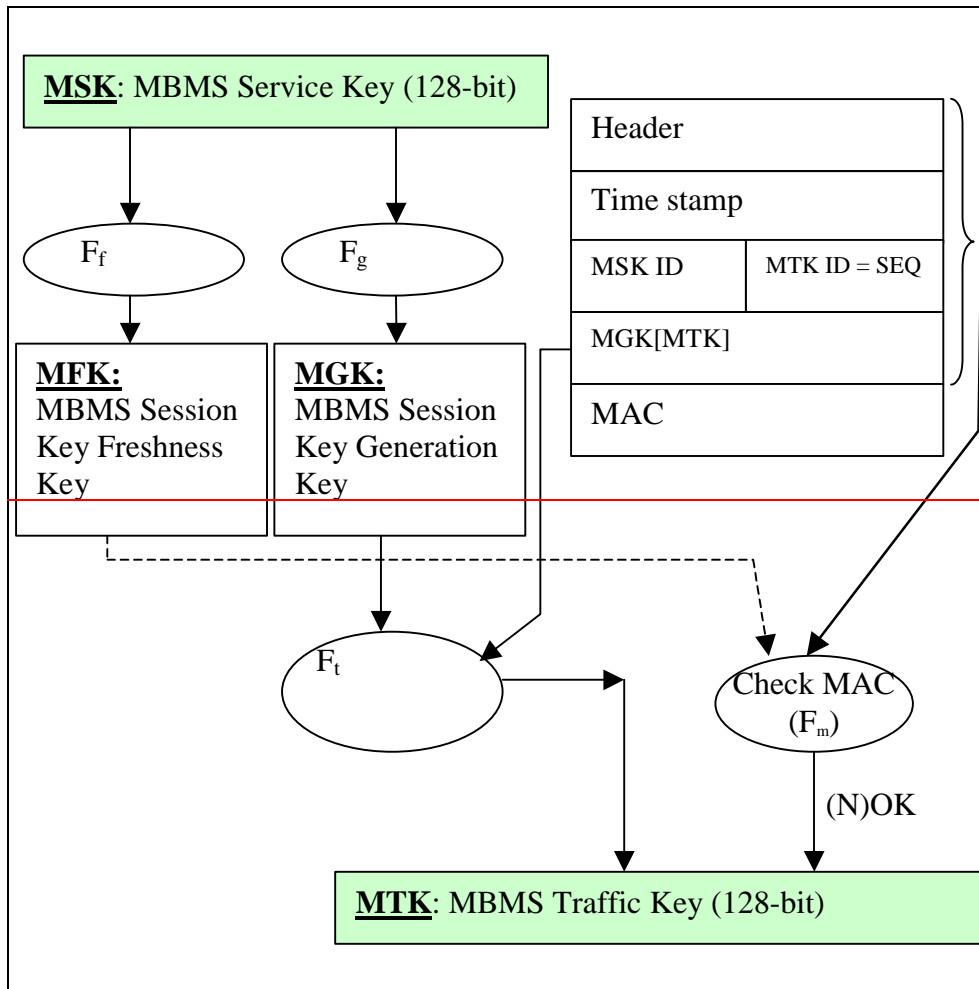 MSK: MBMS Service Key (128-bit)
Header
Time stamp
MSK ID
MTK ID = SEQ
MGK[MTK]
MAC
Ff
Fg
MFK:
MBMS Session
Key Freshness
Key
MGK:
MBMS Session
Key Generation
Key
Ft
Check MAC
(Fm)
(N)OK
MTK: MBMS Traffic Key (128-bit)